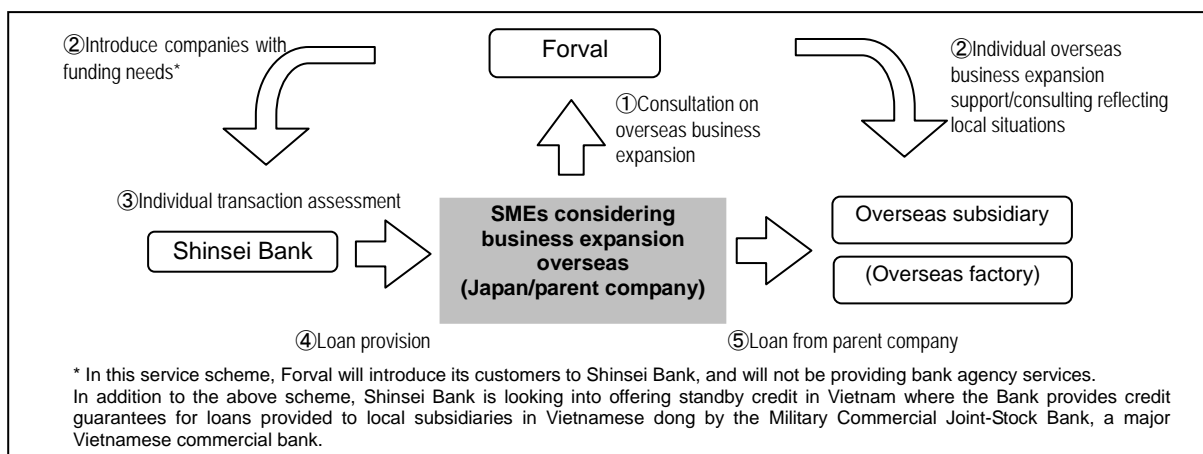 ②Introduce companies with
funding needs*
Forval
②Individual overseas
business expansion
support/consulting reflecting
local situations
①Consultation on
overseas business
expansion
③Individual transaction assessment
Shinsei Bank
SMEs considering
business expansion
overseas
(Japan/parent company)
Overseas subsidiary
(Overseas factory)
④Loan provision
⑤Loan from parent company
* In this service scheme, Forval will introduce its customers to Shinsei Bank, and will not be providing bank agency services.
In addition to the above scheme, Shinsei Bank is looking into offering standby credit in Vietnam where the Bank provides credit
guarantees for loans provided to local subsidiaries in Vietnamese dong by the Military Commercial Joint-Stock Bank, a major
Vietnamese commercial bank.